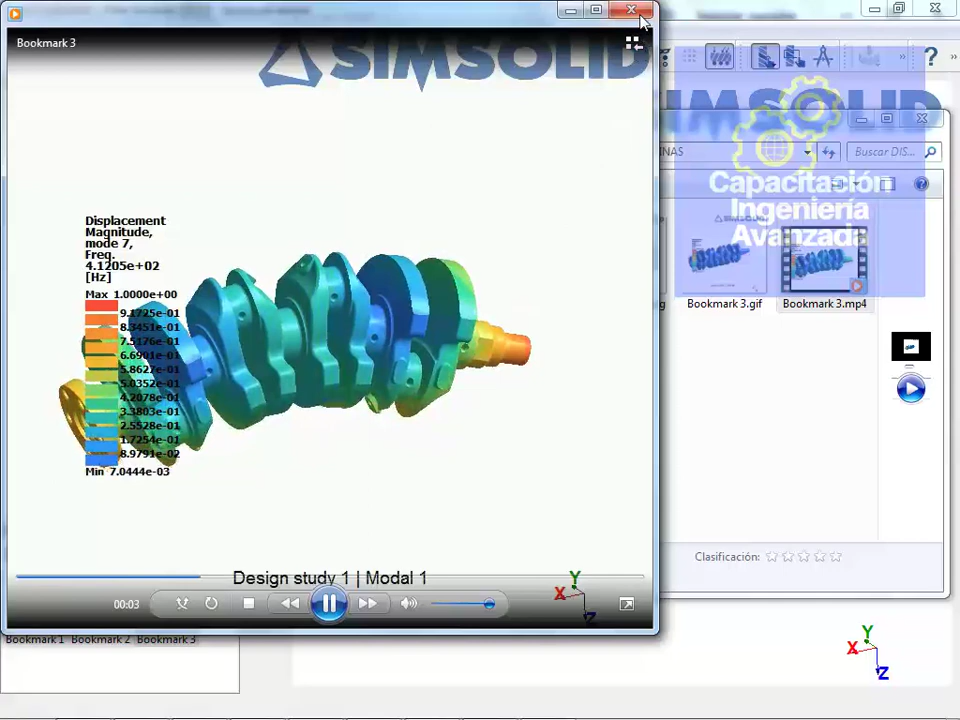 Bookmark 3
SIMSOLID
Displacement
Magnitude,
mode 7,
Freq.
4.1205e+02
[Hz]
Max 1.0000e+00
9.1725e-01
8.3451e-01
7.5176e-01
6.6901e-01
5.8627e-01
5.0352e-01
4.2078e-01
3.3803e-01
2.5528e-01
1.7254e-01
8.9791e-02
Min 7.0444e-03
Design study 1 | Modal 1
Y
X
Z
00:03
Bookmark 1 Bookmark 2 Bookmark 3
SIMSOLID
NAS
Buscar DIS...
Capacitación
Ingeniería
Avanzada
SIMSOLID
Bookmark 3.gif
Bookmark 3.mp4
Clasificación:
Y
X
Z